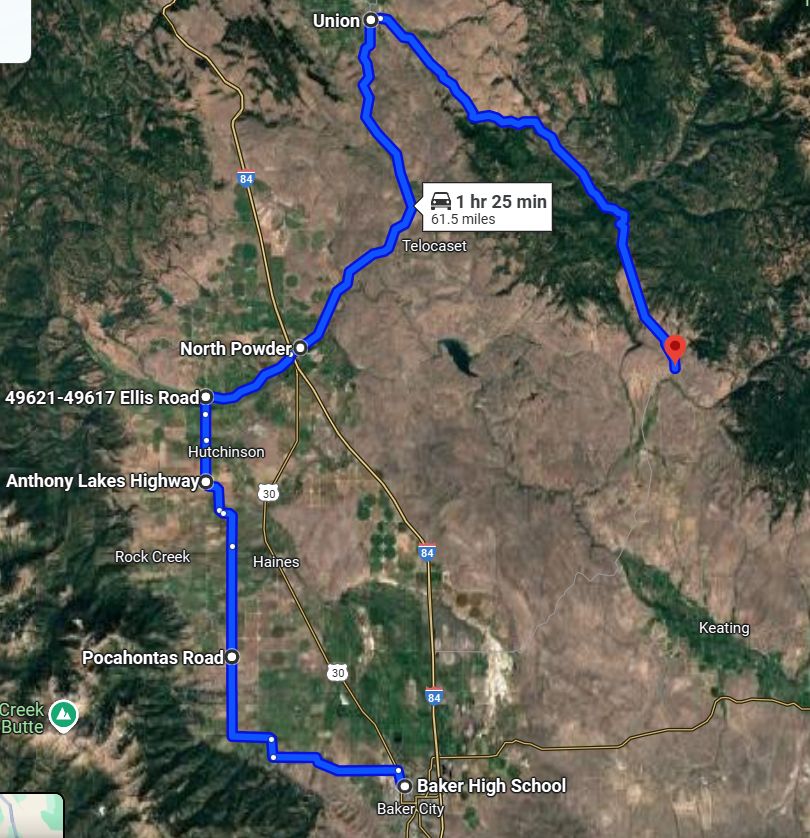 Union
84
1 hr 25 min
61.5 miles
Telocaset
North Powder
49621-49617 Ellis Road
Hutchinson
Anthony Lakes Highway
30
Rock Creek
Haines
84
Keating
Pocahontas Road
30
84
Creek
Butte
Baker High School
Baker City